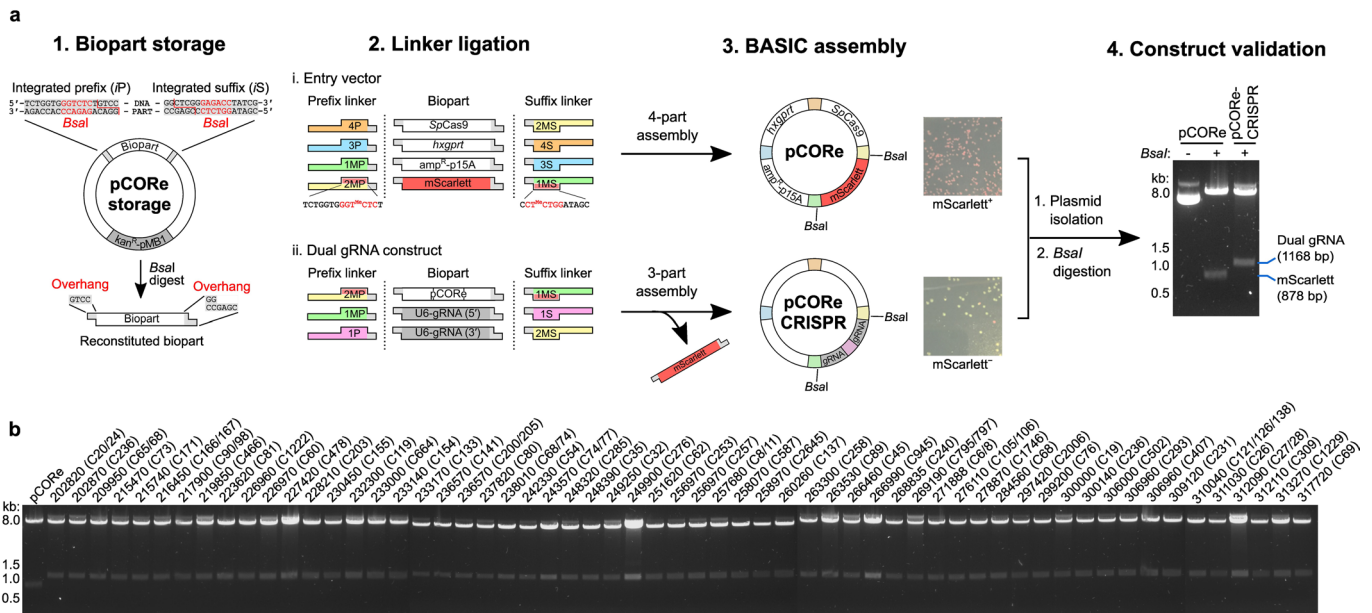 a
1. Biopart storage
Integrated prefix (iP)
Integrated suffix (iS)
5'-TCTGGTGGGTCTCTGTCC - DNA - GGCTCGGGAGACCTATCG-3'
3'-AGACCACCCAGAGACAGG - PART - CCGAGCCCTCTGGATAGC-5'
BsaI
BsaI
Biopart
pCORe
storage
kanR-pMB1
BsaI
digest
Overhang
Overhang
GTCC
GG
CCGAGC
Biopart
Reconstituted biopart
2. Linker ligation
i. Entry vector
Prefix linker
Biopart
Suffix linker
4P
SpCas9
2MS
3P
hxgprt
4S
1MP
ampR-p15A
3S
2MP
mScarlett
1MS
TCTGGTGGGTMeCTCT
CCTMeCTGGATAGC
ii. Dual gRNA construct
Prefix linker
Biopart
Suffix linker
2MP
pCORe
1MS
1MP
U6-gRNA (5')
1S
1P
U6-gRNA (3')
2MS
3. BASIC assembly
4-part
assembly
hxgprt
SpCas9
pCORe
ampR-p15A
mScarlett
BsaI
BsaI
mScarlett+
3-part
assembly
mScarlett
pCORe
CRISPR
gRNA
gRNA
BsaI
BsaI
mScarlett−
1. Plasmid
isolation
2. BsaI
digestion
4. Construct validation
pCORe
pCORe-
CRISPR
BsaI:
-
+
+
kb:
8.0
1.5
1.0
0.5
Dual gRNA
(1168 bp)
mScarlett
(878 bp)
b
kb:
8.0
1.5
1.0
0.5
pCORe
202820 (C20/24)
202870 (C236)
209950 (C65/68)
215470 (C73)
215740 (C171)
216450 (C166/167)
217900 (C90/98)
219850 (C466)
223620 (C81)
226960 (C1222)
226970 (C60)
227420 (C478)
228210 (C203)
230450 (C155)
232300 (C119)
233000 (C664)
233140 (C154)
233170 (C133)
236570 (C141)
236570 (C200/205)
237820 (C80)
238010 (C68/74)
242330 (C54)
243570 (C74/77)
248320 (C285)
248390 (C35)
249250 (C32)
249900 (C276)
251620 (C62)
256970 (C253)
256970 (C257)
257680 (C8/11)
258070 (C587)
258970 (C2645)
260260 (C137)
263300 (C258)
263530 (C89)
266460 (C45)
266990 (C945)
268835 (C240)
269190 (C795/797)
271888 (C6/8)
276110 (C105/106)
278870 (C1746)
284560 (C68)
297420 (C2006)
299200 (C76)
300000 (C19)
300140 (C236)
306000 (C502)
306960 (C293)
306960 (C407)
309120 (C231)
310040 (C121/126/138)
311030 (C26)
312090 (C27/28)
312110 (C309)
313270 (C1229)
317720 (C69)